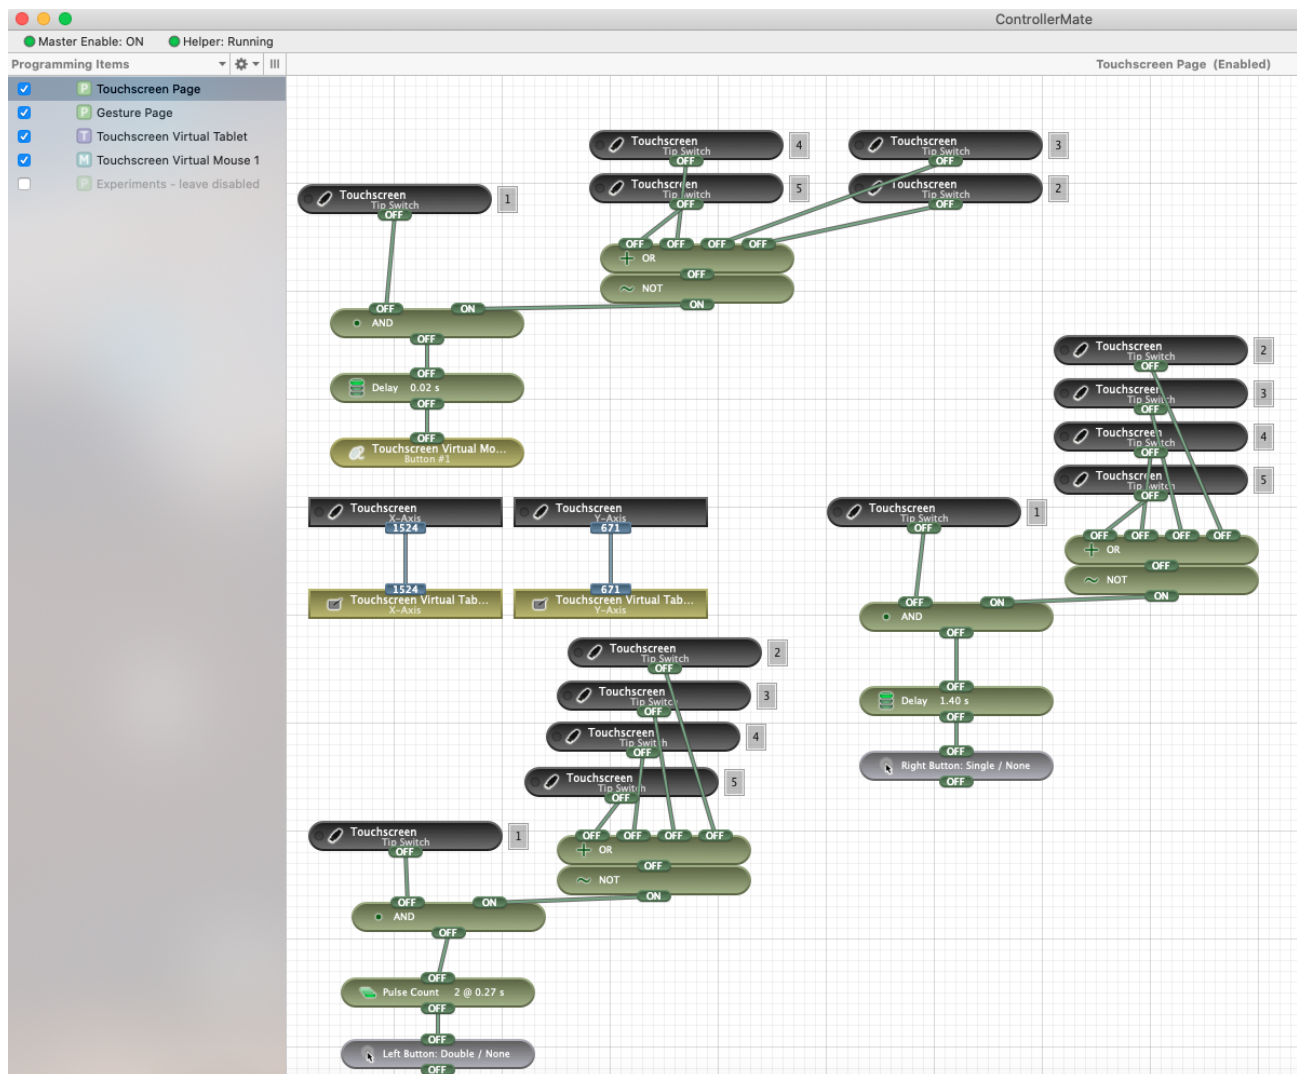 ControllerMate
Master Enable: ON
Helper: Running
Programming Items
Touchscreen Page (Enabled)
Touchscreen Page
Gesture Page
Touchscreen Virtual Tablet
Touchscreen Virtual Mouse 1
Experiments - leave disabled
Touchscreen
Tip Switch
OFF
4
Touchscreen
Tip Switch
OFF
3
Touchscreen
Tip Switch
OFF
5
Touchscreen
Tip Switch
OFF
2
Touchscreen
Tip Switch
OFF
1
OFF OFF OFF OFF
OR
OFF
NOT
ON
OFF ON
AND
OFF
OFF
Delay 0.02 s
OFF
OFF
Touchscreen Virtual Mo...
Button #1
Touchscreen
Tip Switch
OFF
2
Touchscreen
Tip Switch
OFF
3
Touchscreen
Tip Switch
OFF
4
Touchscreen
Tip Switch
OFF
5
Touchscreen
X-Axis
1524
Touchscreen
Y-Axis
671
1524
Touchscreen Virtual Tab...
X-Axis
671
Touchscreen Virtual Tab...
Y-Axis
Touchscreen
Tip Switch
OFF
1
OFF OFF OFF OFF
OR
OFF
NOT
ON
OFF ON
AND
OFF
OFF
Delay 1.40 s
OFF
OFF
Right Button: Single / None
OFF
Touchscreen
Tip Switch
OFF
2
Touchscreen
Tip Switch
OFF
3
Touchscreen
Tip Switch
OFF
4
Touchscreen
Tip Switch
OFF
5
Touchscreen
Tip Switch
OFF
1
OFF OFF OFF OFF
OR
OFF
NOT
ON
OFF ON
AND
OFF
OFF
Pulse Count 2 @ 0.27 s
OFF
OFF
Left Button: Double / None
OFF